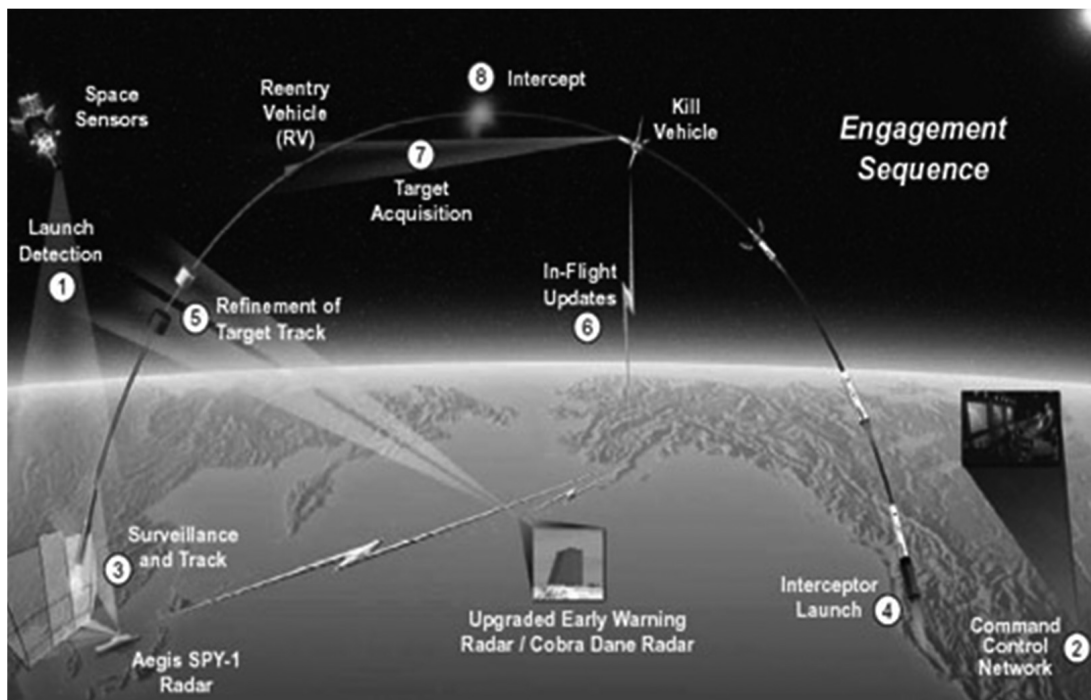 8 Intercept
Reentry
Vehicle
(RV)
Space
Sensors
Kill
Vehicle
Engagement
Sequence
7
Target
Acquisition
Launch
Detection
1
In-Flight
Updates
6
5 Refinement of
Target Track
3 Surveillance
and Track
Interceptor
Launch 4
Upgraded Early Warning
Radar / Cobra Dane Radar
Command
Control
Network 2
Aegis SPY-1
Radar